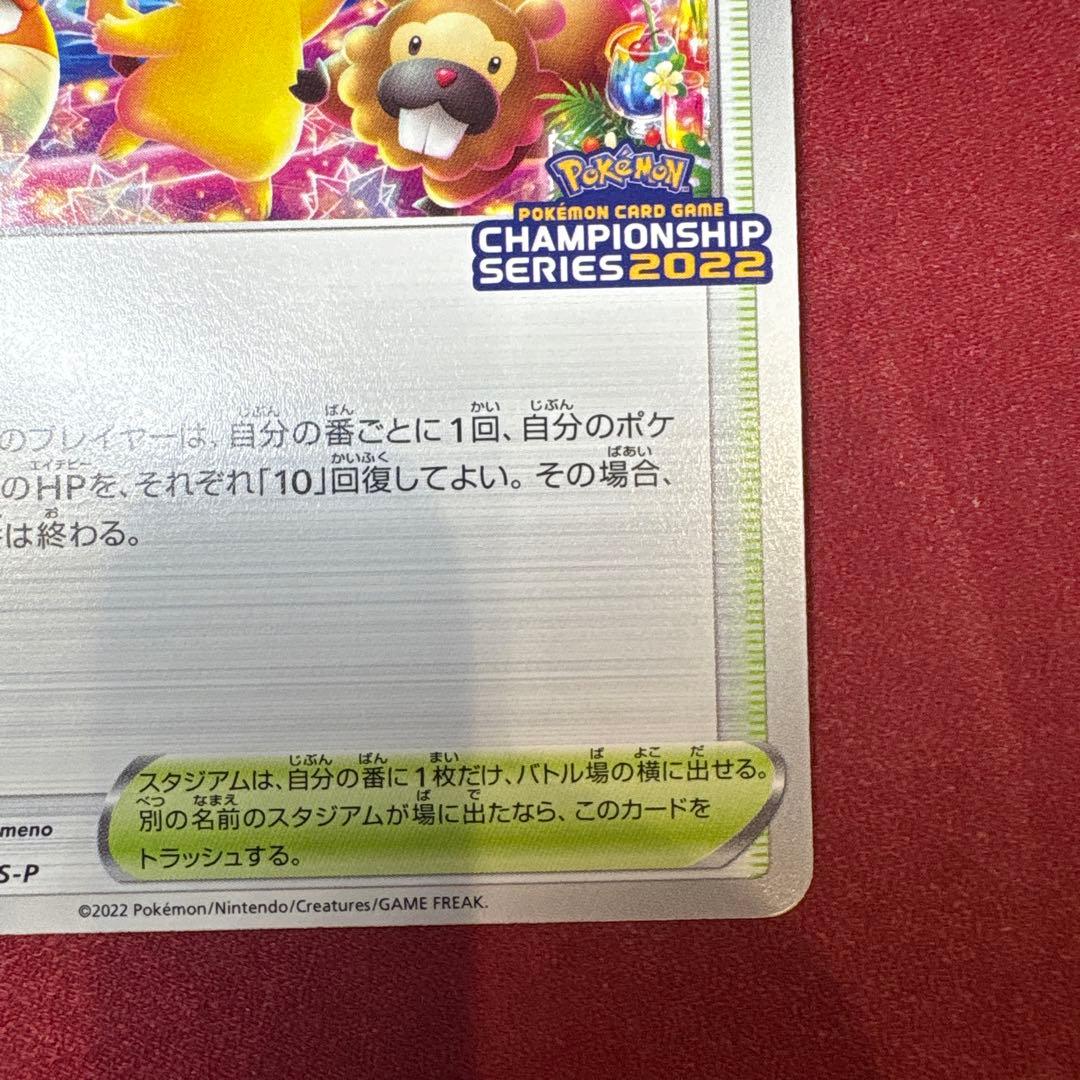 POKÉMON
POKÉMON CARD GAME
CHAMPIONSHIP
SERIES 2022
のプレイヤーは、自分の番ごとに1回、自分のポケ
のHPを、それぞれ「10」回復してよい。その場合、
は終わる。
スタジアムは、自分の番に1枚だけ、バトル場の横に出せる。
別の名前のスタジアムが場に出たなら、このカードを
トラッシュする。
meno
S-P
©2022 Pokémon/Nintendo/Creatures/GAME FREAK.